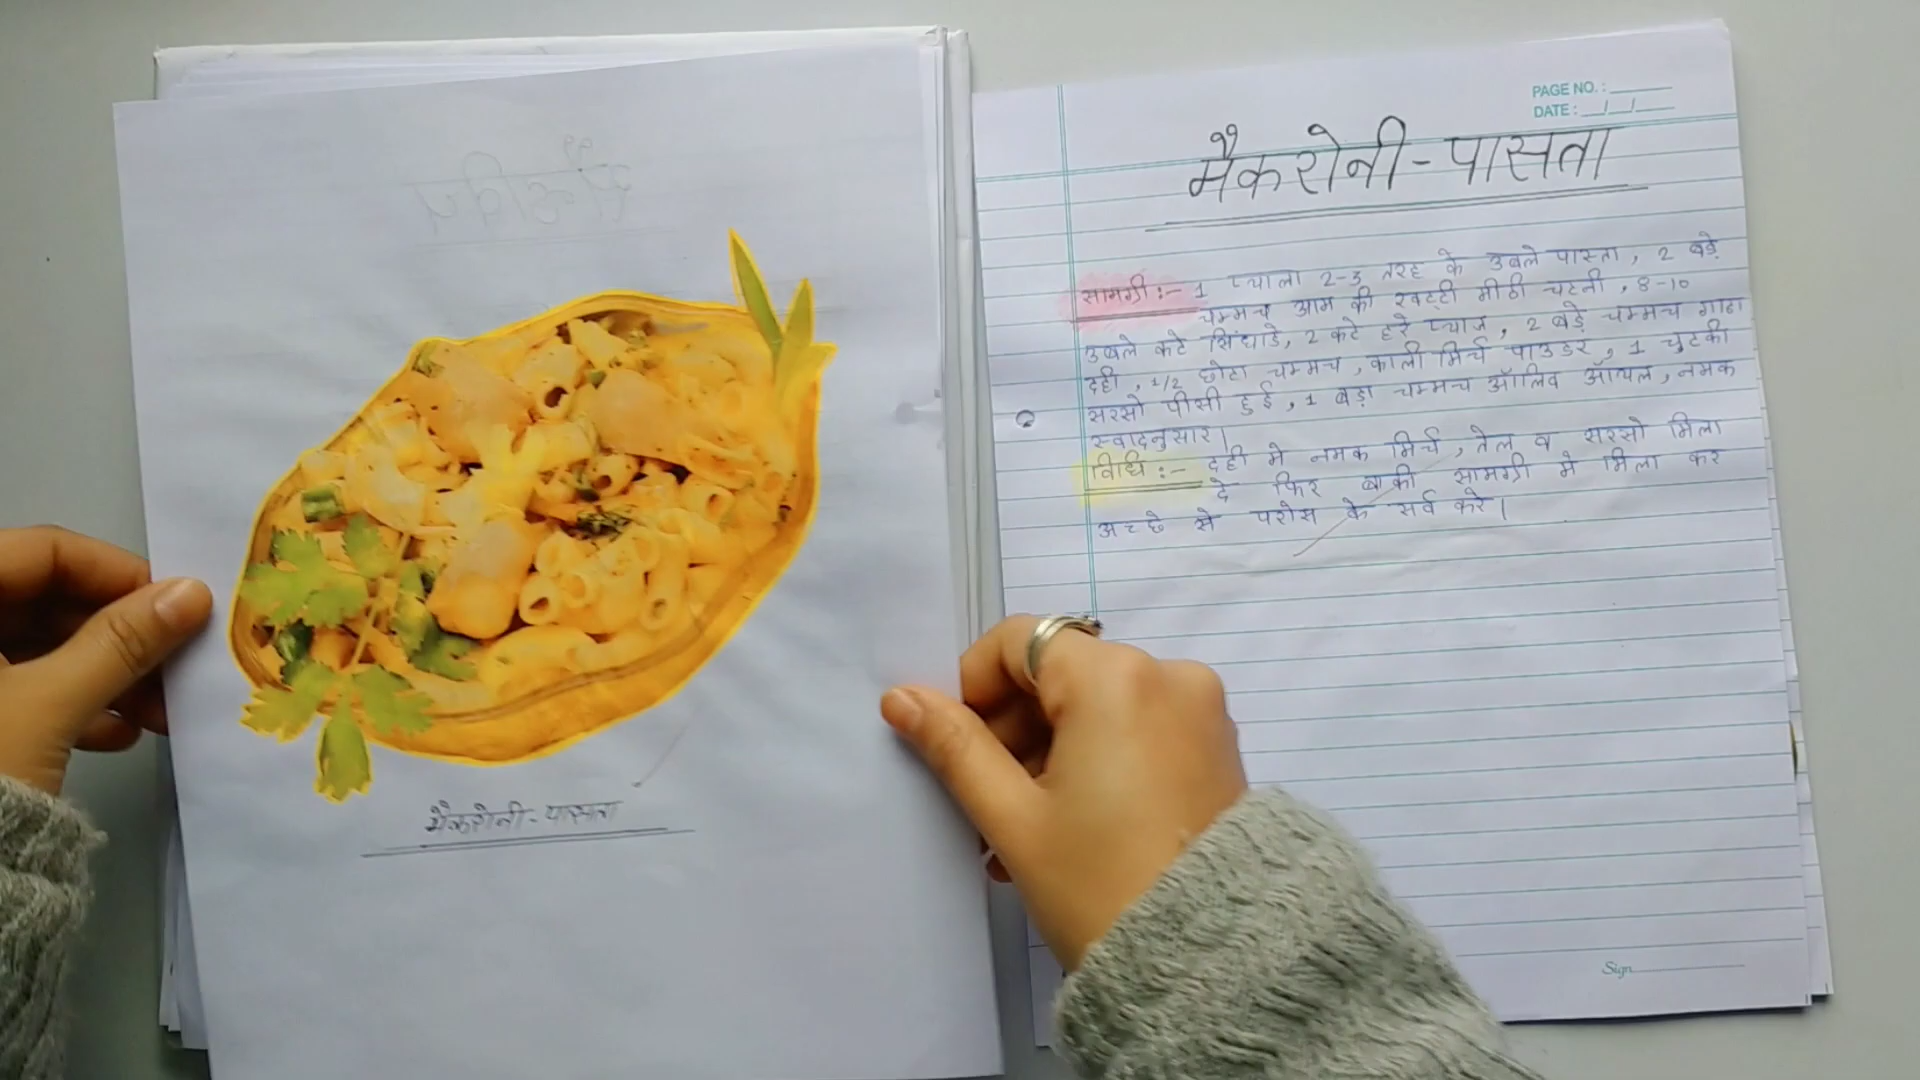 मैकरोनी-पासता
PAGE NO. :
DATE :
मैकरोनी-पासता
सामग्री :- 1 प्याला 2-3 तरह के उबले पास्ता, 2 बड़े
चम्मच आम की खट्टी मीठी चटनी, 8-10
उबले कटे सिंघाडे, 2 कटे हरे प्याज, 2 बड़े चम्मच गाढा
दही, 1/2 छोटा चम्मच, काली मिर्च पाउडर, 1 चुटकी
सरसो पीसी हुई, 1 बड़ा चम्मच ऑलिव ऑयल, नमक
स्वादनुसार।
विधि :- दही मे नमक मिर्च, तेल व सरसो मिला
दे फिर बाकी सामग्री मे मिला कर
अच्छे से परोस के सर्व करे।
Sign